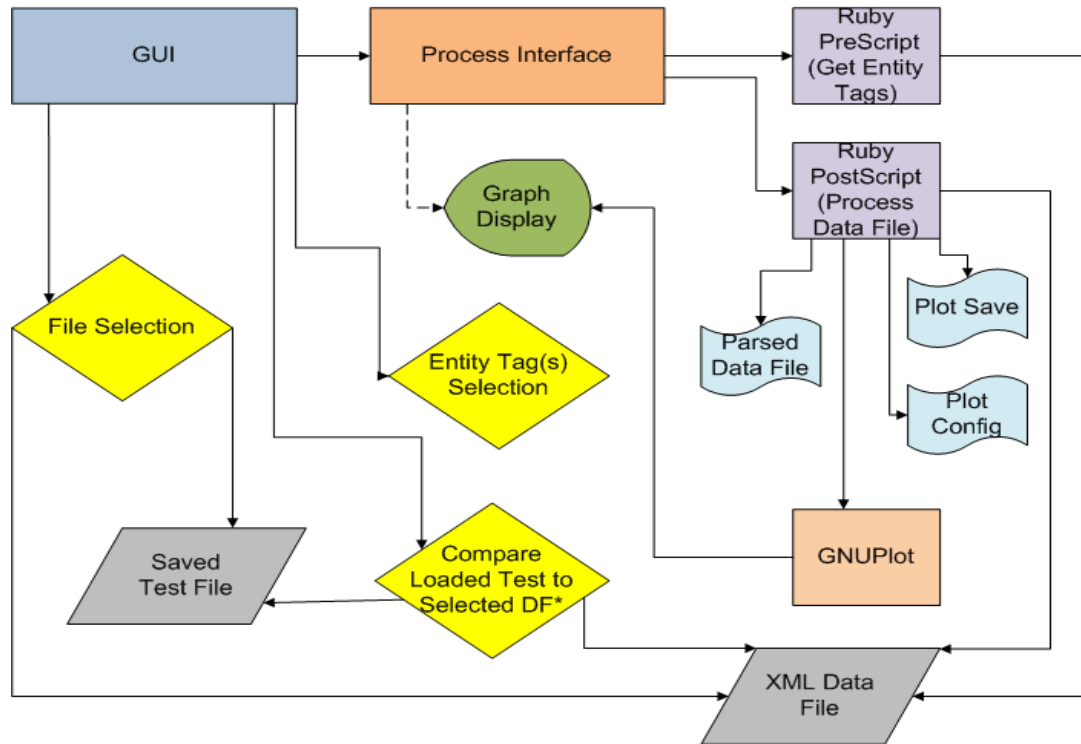 GUI
Process Interface
Ruby
PreScript
(Get Entity
Tags)
Ruby
PostScript
(Process
Data File)
Graph
Display
File Selection
Entity Tag(s)
Selection
Parsed
Data File
Plot Save
Plot
Config
Saved
Test File
Compare
Loaded Test to
Selected DF*
GNUPlot
XML Data
File